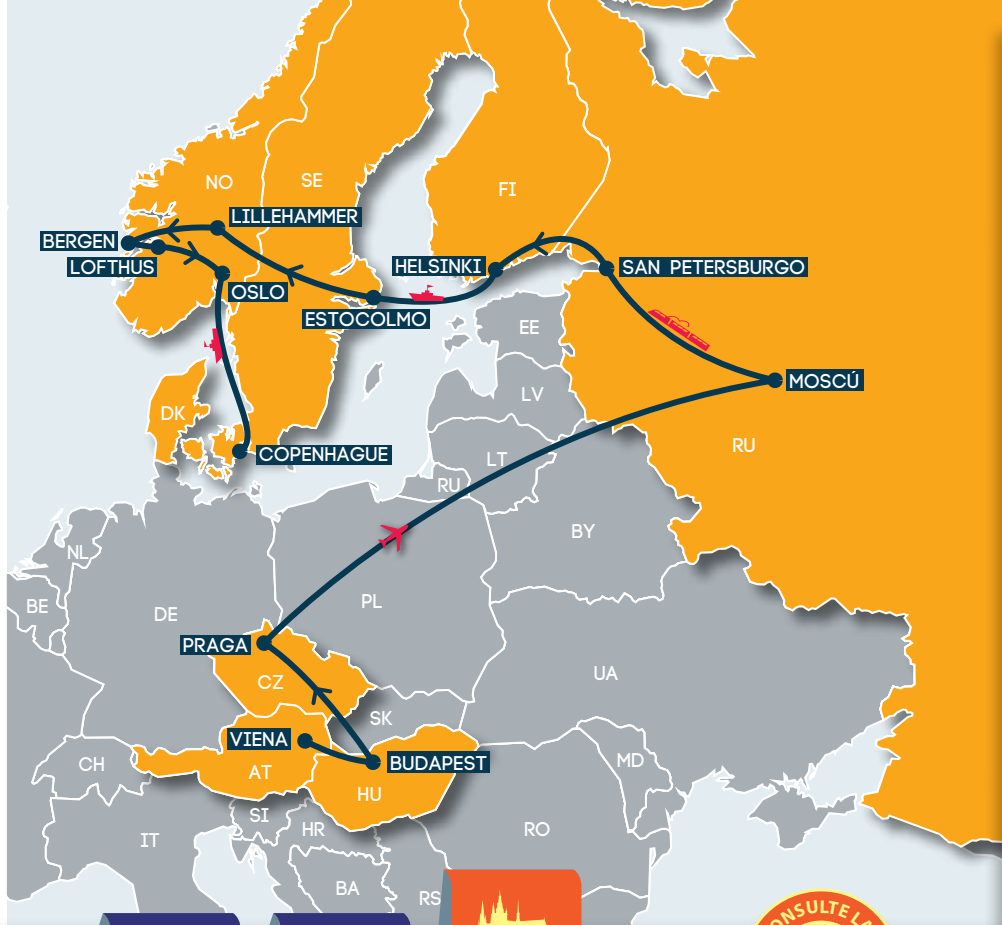 NO
SE
FI
LILLEHAMMER
BERGEN
LOFTHUS
HELSINKI
SAN PETERSBURGO
OSLO
ESTOCOLMO
EE
MOSCÚ
LV
DK
RU
COPENHAGUE
LT
RU
BY
NL
BE
DE
PL
PRAGA
CZ
UA
SK
VIENA
BUDAPEST
CH
AT
MD
HU
SI
HR
RO
IT
BA
RS
CONSULTE LA